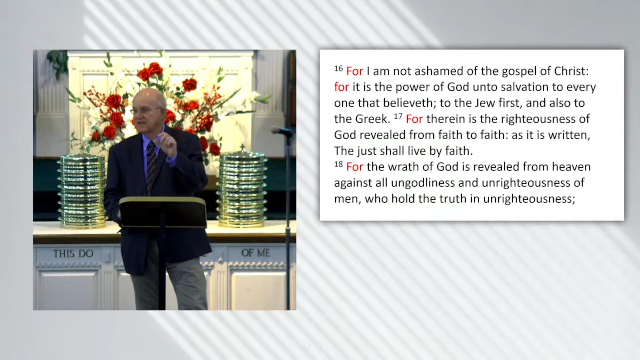 16 For I am not ashamed of the gospel of Christ:
for it is the power of God unto salvation to every
one that believeth; to the Jew first, and also to
the Greek. 17 For therein is the righteousness of
God revealed from faith to faith: as it is written,
The just shall live by faith.
18 For the wrath of God is revealed from heaven
against all ungodliness and unrighteousness of
men, who hold the truth in unrighteousness;
THIS DO OF ME